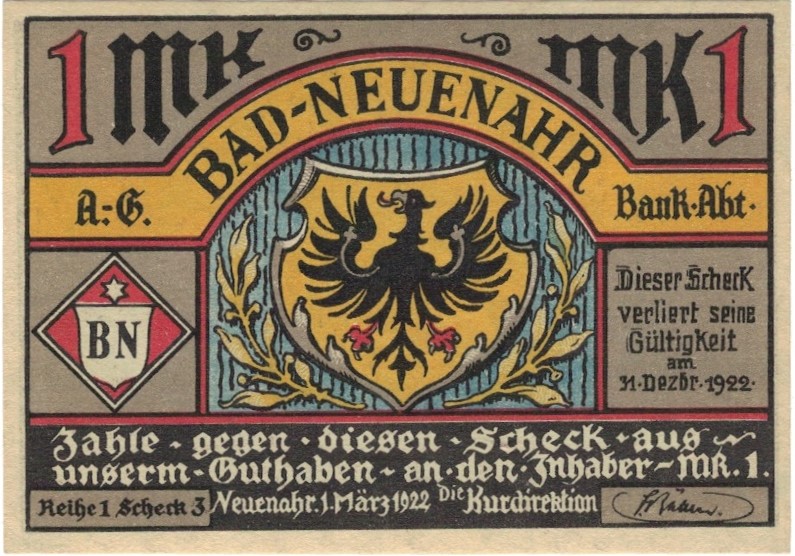 1 MK MK 1
BAD-NEUENAHR
A.-G. Bank-Abt.
BN
Dieser Scheck
verliert seine
Gültigkeit
am
31. Dezbr. 1922.
Zahle - gegen - diesen - Scheck - aus
unserm - Guthaben - an - den - Inhaber - MK. 1.
Reihe 1 Scheck 3
Neuenahr. 1. März 1922 Die Kurdirektion